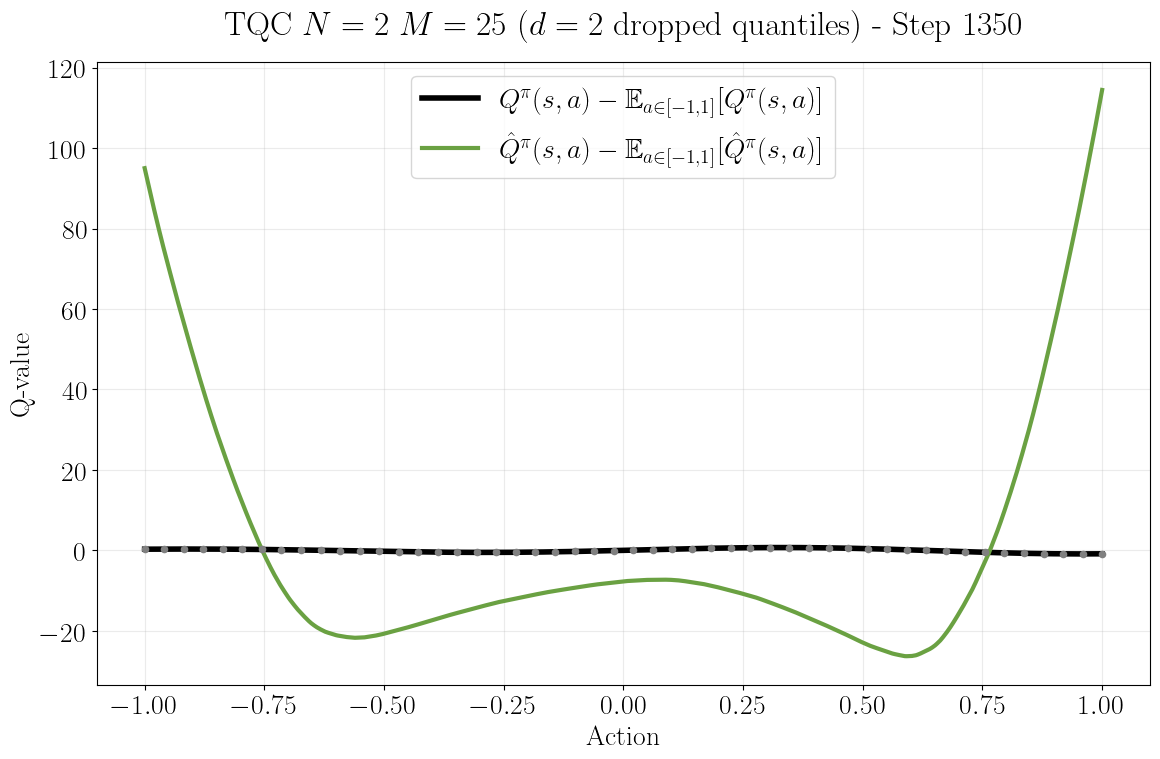 TQC N = 2 M = 25 (d = 2 dropped quantiles) - Step 1350
Q^π(s, a) − 𝔼_{a∈[−1,1]}[Q^π(s, a)]
Q̂^π(s, a) − 𝔼_{a∈[−1,1]}[Q̂^π(s, a)]
120
100
80
60
40
20
0
−20
Q-value
−1.00 −0.75 −0.50 −0.25 0.00 0.25 0.50 0.75 1.00
Action